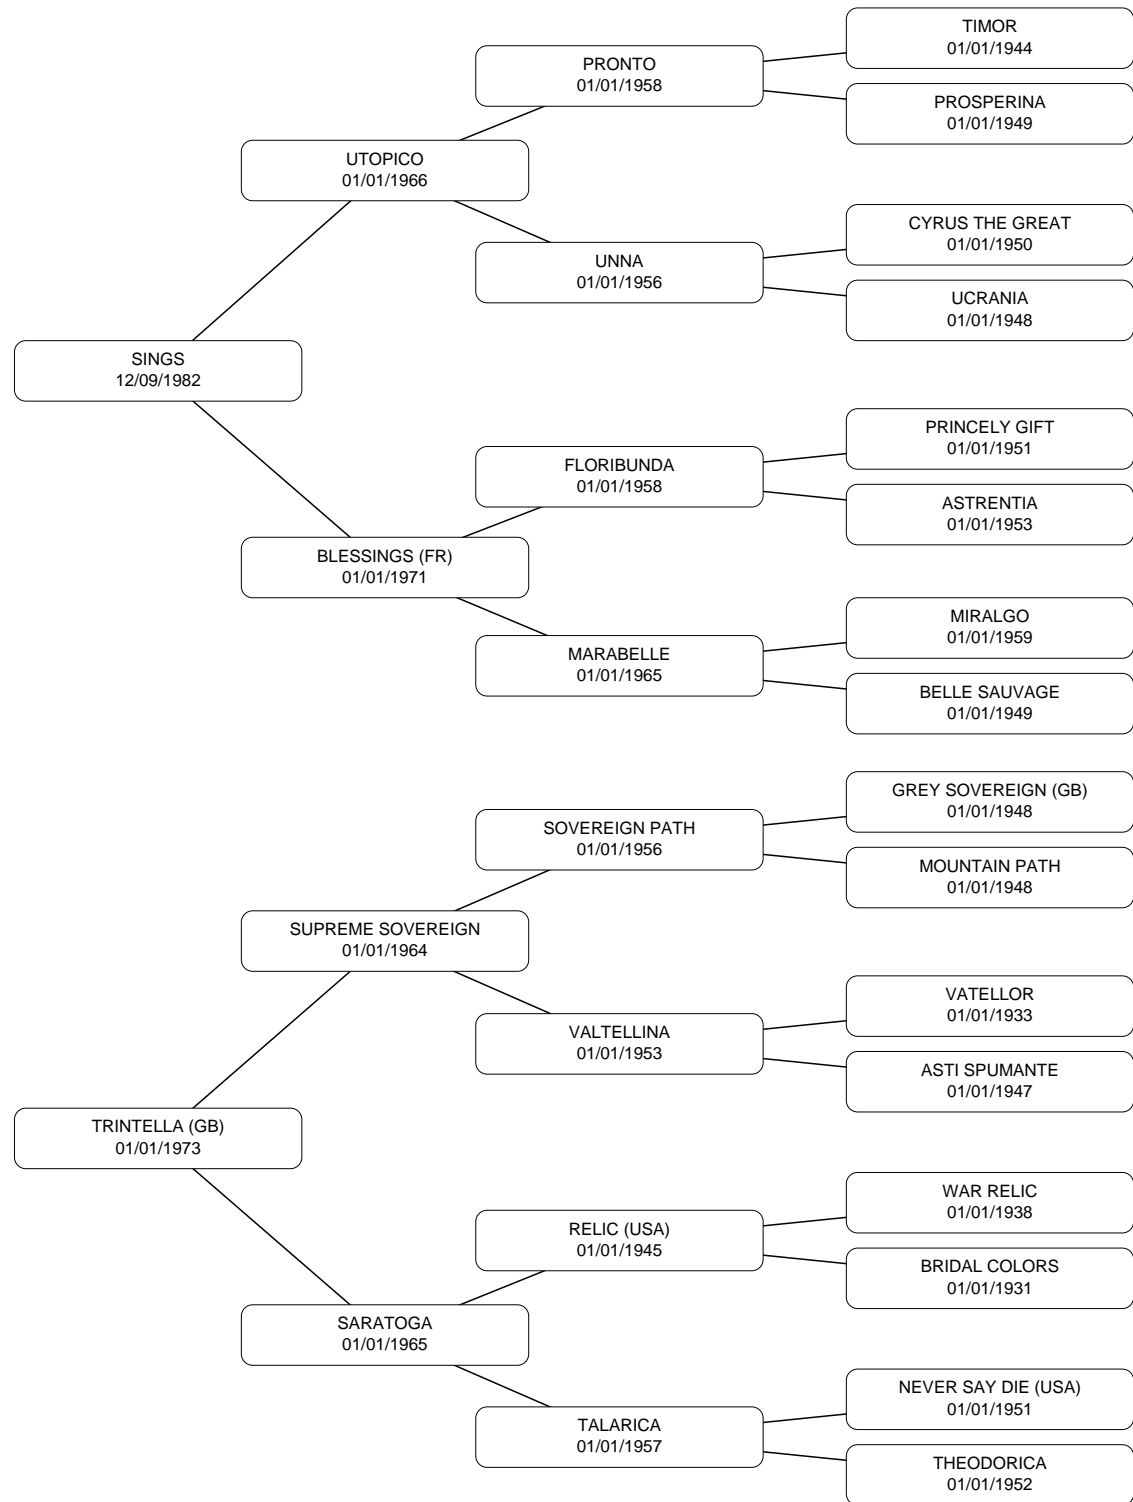 TIMOR
01/01/1944
PRONTO
01/01/1958
PROSPERINA
01/01/1949
UTOPICO
01/01/1966
CYRUS THE GREAT
01/01/1950
UNNA
01/01/1956
UCRANIA
01/01/1948
SINGS
12/09/1982
PRINCELY GIFT
01/01/1951
FLORIBUNDA
01/01/1958
ASTRENTIA
01/01/1953
BLESSINGS (FR)
01/01/1971
MIRALGO
01/01/1959
MARABELLE
01/01/1965
BELLE SAUVAGE
01/01/1949
GREY SOVEREIGN (GB)
01/01/1948
SOVEREIGN PATH
01/01/1956
MOUNTAIN PATH
01/01/1948
SUPREME SOVEREIGN
01/01/1964
VATELLOR
01/01/1933
VALTELLINA
01/01/1953
ASTI SPUMANTE
01/01/1947
TRINTELLA (GB)
01/01/1973
WAR RELIC
01/01/1938
RELIC (USA)
01/01/1945
BRIDAL COLORS
01/01/1931
SARATOGA
01/01/1965
NEVER SAY DIE (USA)
01/01/1951
TALARICA
01/01/1957
THEODORICA
01/01/1952